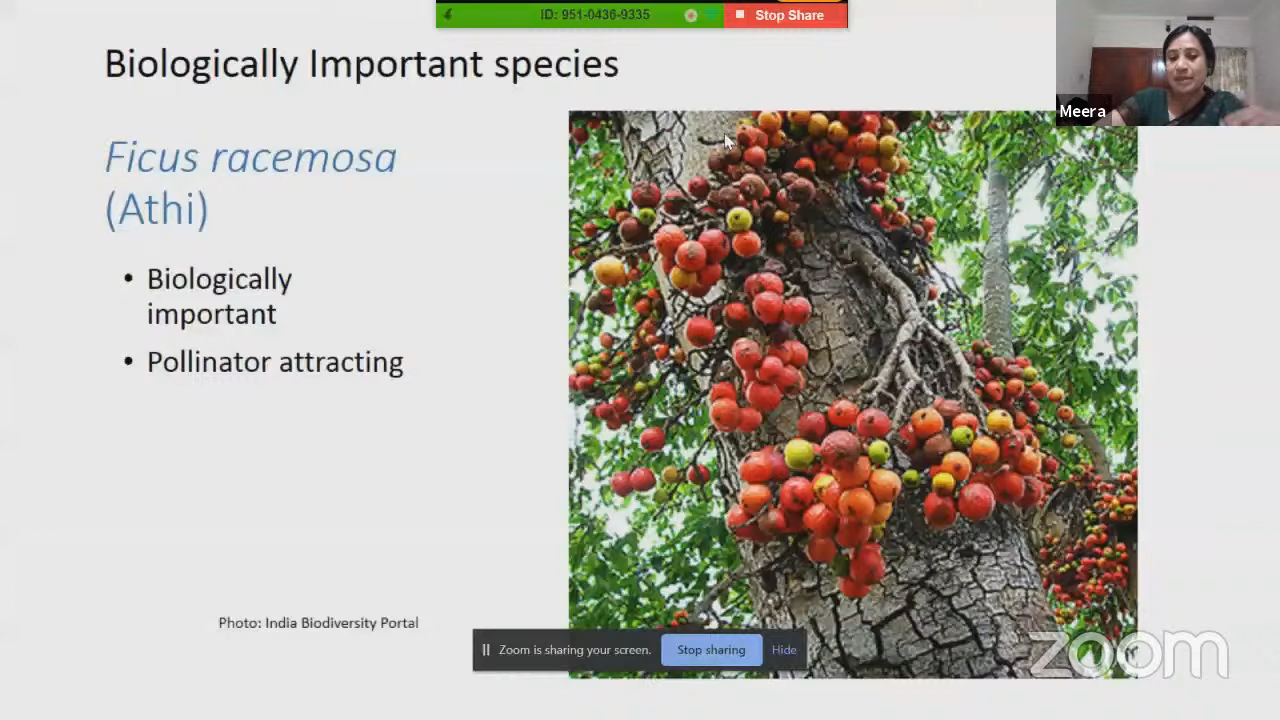 ID: 951-0436-9335
Stop Share
Biologically Important species
Meera
Ficus racemosa
(Athi)
• Biologically
important
• Pollinator attracting
Photo: India Biodiversity Portal
Zoom is sharing your screen.
Stop sharing
Hide
zoom